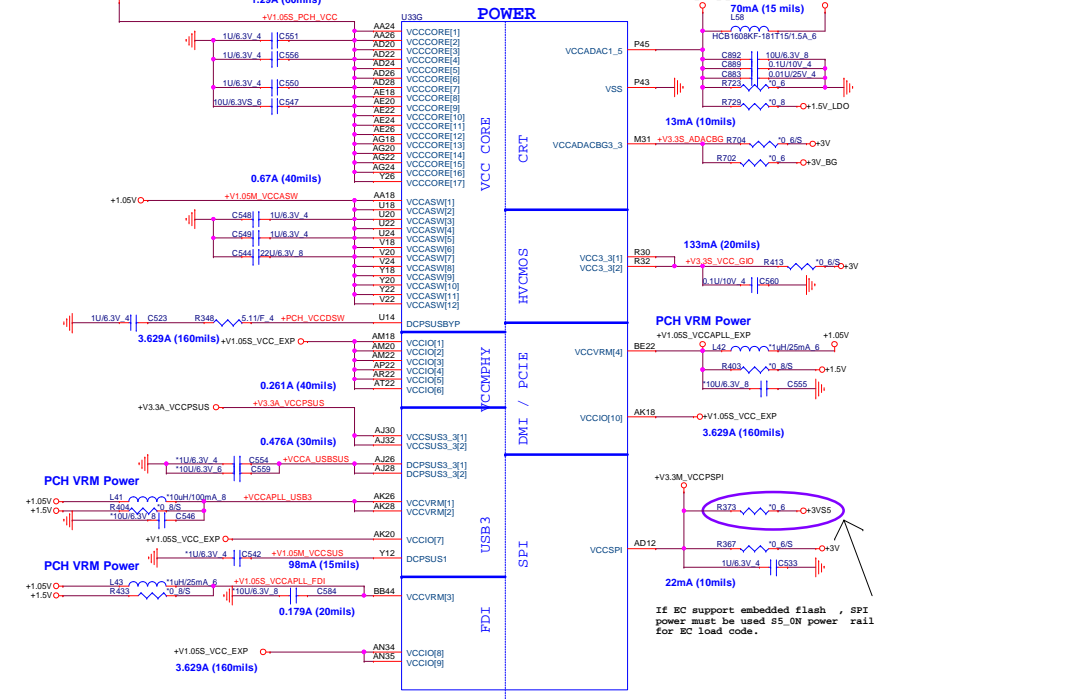 1.29A (60mils)
POWER
70mA (15 mils)
L58
HCB1608KF-181T15/1.5A_6
+V1.05S_PCH_VCC
U33G
AA24 VCCCORE[1]
AA26 VCCCORE[2]
AD20 VCCCORE[3]
AD22 VCCCORE[4]
AD24 VCCCORE[5]
AD26 VCCCORE[6]
AD28 VCCCORE[7]
AE18 VCCCORE[8]
AE20 VCCCORE[9]
AE22 VCCCORE[10]
AE24 VCCCORE[11]
AE26 VCCCORE[12]
AG18 VCCCORE[13]
AG20 VCCCORE[14]
AG22 VCCCORE[15]
AG24 VCCCORE[16]
Y26 VCCCORE[17]
1U/6.3V_4 C551
1U/6.3V_4 C556
1U/6.3V_4 C550
10U/6.3VS_6 C547
VCC CORE
CRT
VCCADAC1_5 P45
VSS P43
C892 10U/6.3V_8
C889 0.1U/10V_4
C883 0.01U/25V_4
R723 *0_6
R729 *0_8 +1.5V_LDO
13mA (10mils)
VCCADACBG3_3 M31 +V3.3S_ADACBG R704 *0_6/S +3V
R702 *0_6 +3V_BG
0.67A (40mils)
+1.05V +V1.05M_VCCASW
AA18 VCCASW[1]
U18 VCCASW[2]
U20 VCCASW[3]
U22 VCCASW[4]
U24 VCCASW[5]
V18 VCCASW[6]
V20 VCCASW[7]
V24 VCCASW[8]
Y18 VCCASW[9]
Y20 VCCASW[10]
Y22 VCCASW[11]
V22 VCCASW[12]
C548 1U/6.3V_4
C549 1U/6.3V_4
C544 22U/6.3V_8
HVCMOS
133mA (20mils)
VCC3_3[1] R30
VCC3_3[2] R32
+V3.3S_VCC_GIO R413 *0_6/S +3V
0.1U/10V_4 C560
1U/6.3V_4 C523 R348 5.11/F_4 +PCH_VCCDSW U14 DCPSUSBYP
3.629A (160mils) +V1.05S_VCC_EXP
AM18 VCCIO[1]
AM20 VCCIO[2]
AM22 VCCIO[3]
AP22 VCCIO[4]
AR22 VCCIO[5]
AT22 VCCIO[6]
VCCMPHY
DMI / PCIE
PCH VRM Power
+V1.05S_VCCAPLL_EXP +1.05V
VCCVRM[4] BE22 L42 *1uH/25mA_6
R403 *0_8/S +1.5V
*10U/6.3V_8 C555
VCCIO[10] AK18 +V1.05S_VCC_EXP
3.629A (160mils)
0.261A (40mils)
+V3.3A_VCCPSUS +V3.3A_VCCPSUS
AJ30 VCCSUS3_3[1]
AJ32 VCCSUS3_3[2]
0.476A (30mils)
*1U/6.3V_4 C554 +VCCA_USBSUS AJ26 DCPSUS3_3[1]
*10U/6.3V_6 C559 AJ28 DCPSUS3_3[2]
PCH VRM Power
+1.05V L41 *10uH/100mA_8 +VCCAPLL_USB3 AK26 VCCVRM[1]
+1.5V R404 *0_8/S AK28 VCCVRM[2]
*10U/6.3V_8 C546
USB3
SPI
+V1.05S_VCC_EXP AK20 VCCIO[7]
*1U/6.3V_4 C542 +V1.05M_VCCSUS Y12 DCPSUS1
98mA (15mils)
+V3.3M_VCCPSPI
R373 *0_6 +3VS5
VCCSPI AD12 R367 *0_6/S +3V
1U/6.3V_4 C533
22mA (10mils)
PCH VRM Power
+1.05V L43 *1uH/25mA_6 +V1.05S_VCCAPLL_FDI
+1.5V R433 *0_8/S *10U/6.3V_8 C584 BB44 VCCVRM[3]
0.179A (20mils)
FDI
+V1.05S_VCC_EXP AN34 VCCIO[8]
AN35 VCCIO[9]
3.629A (160mils)
If EC support embedded flash , SPI
power must be used S5_0N power rail
for EC load code.